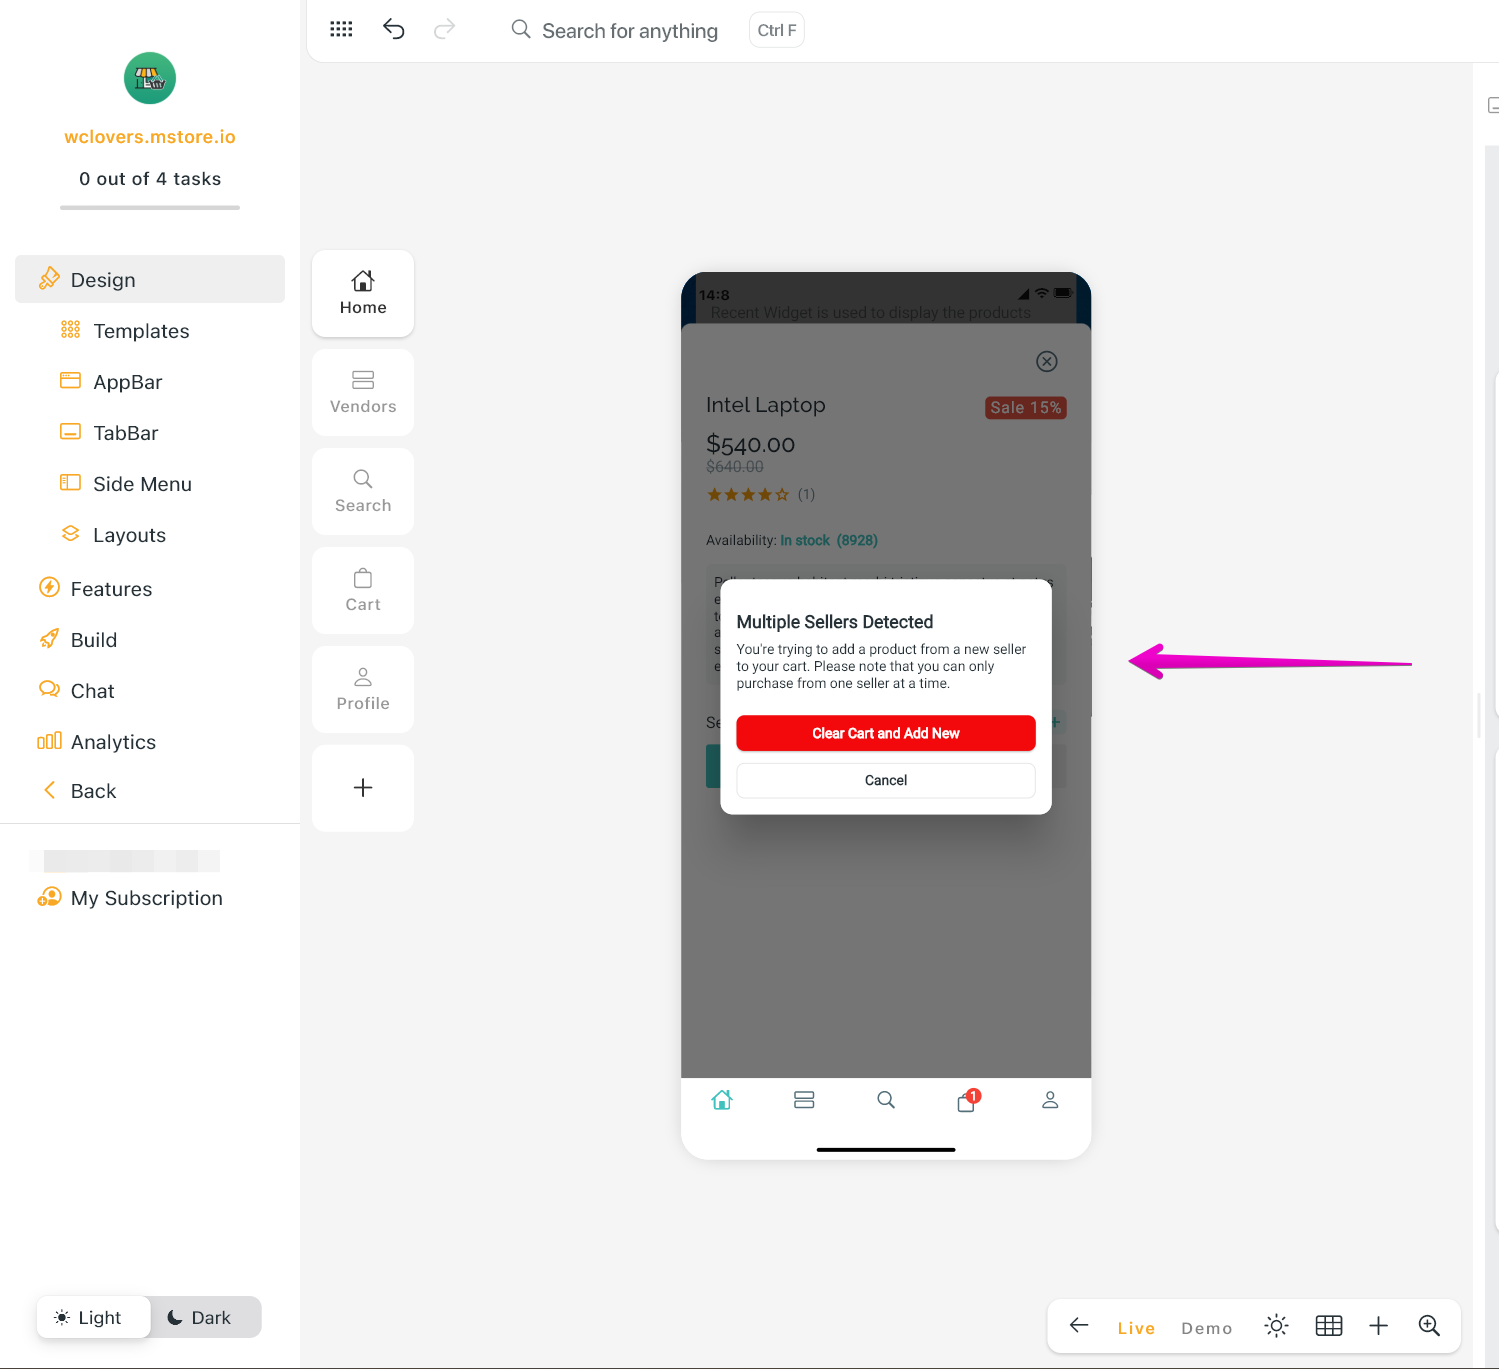 Search for anything
Ctrl F
wclovers.mstore.io
0 out of 4 tasks
Design
Templates
AppBar
TabBar
Side Menu
Layouts
Features
Build
Chat
Analytics
Back
My Subscription
Light
Dark
Home
Vendors
Search
Cart
Profile
14:8
Recent Widget is used to display the products
Intel Laptop
Sale 15%
$540.00
$640.00
(1)
Availability: In stock (8928)
Multiple Sellers Detected
You're trying to add a product from a new seller
to your cart. Please note that you can only
purchase from one seller at a time.
Clear Cart and Add New
Cancel
1
Live
Demo